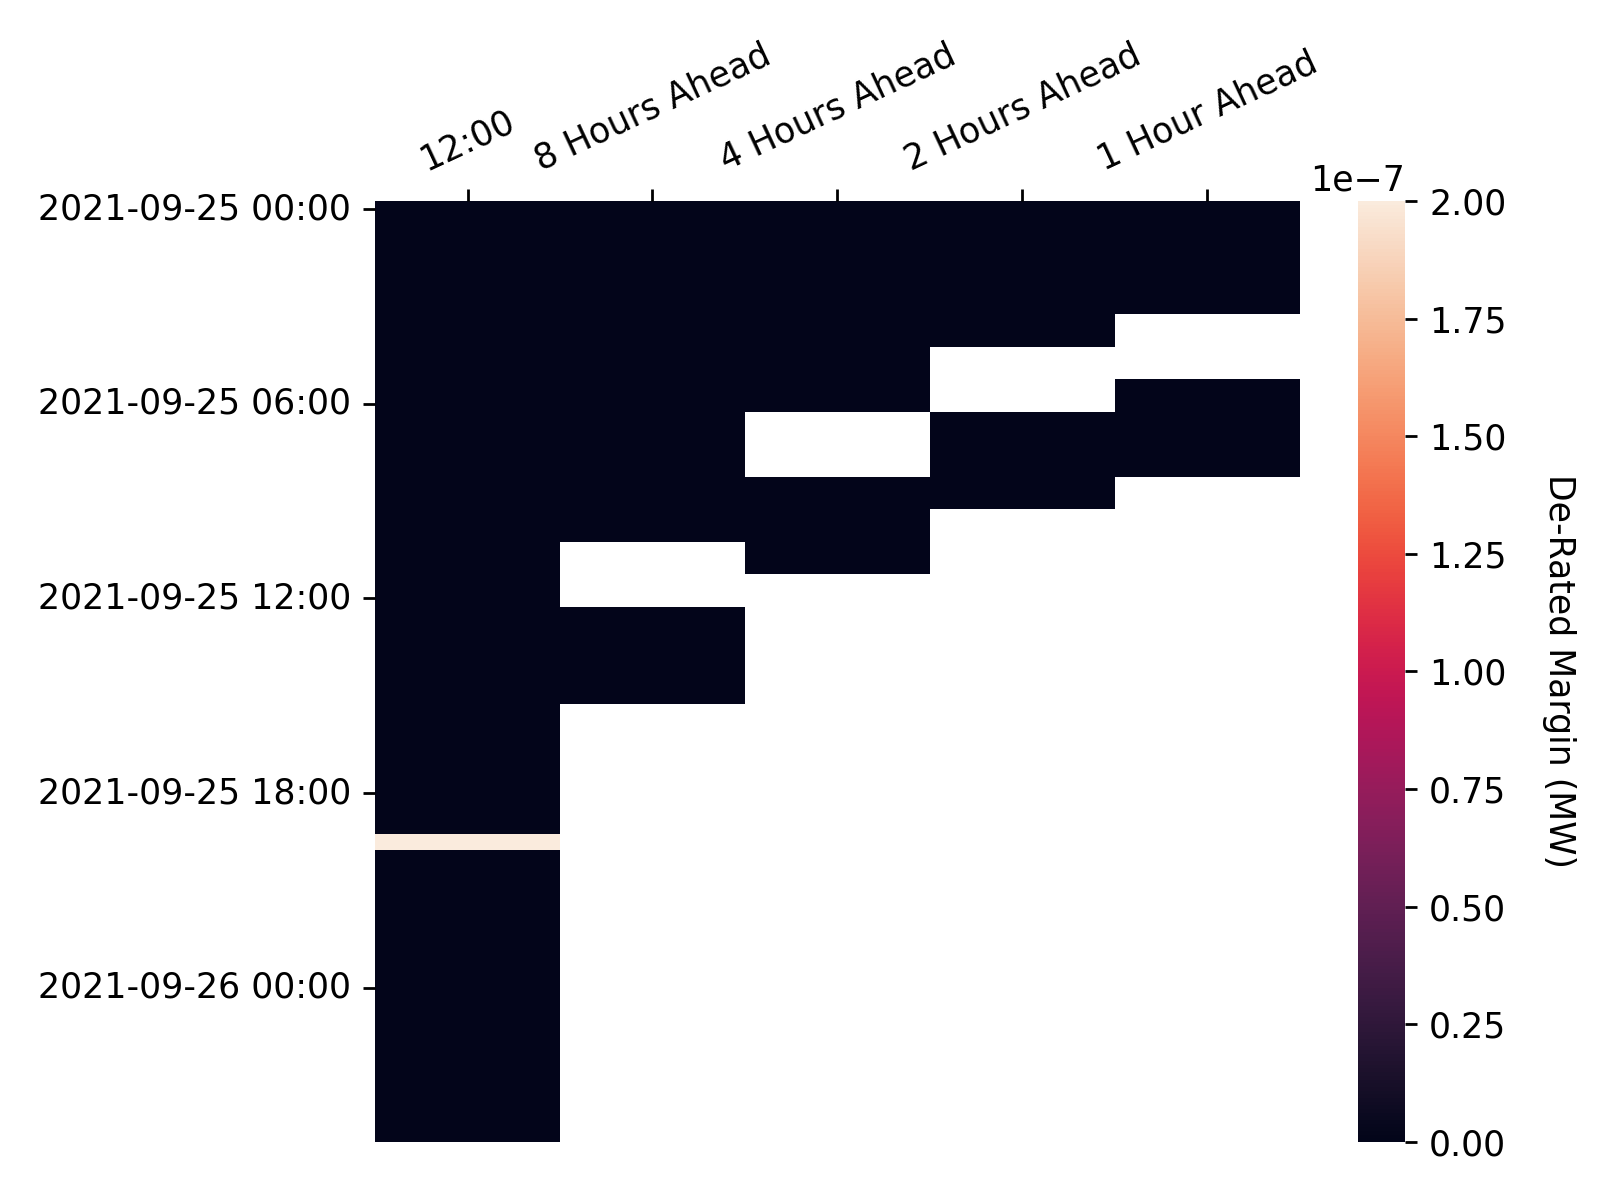 12:00
8 Hours Ahead
4 Hours Ahead
2 Hours Ahead
1 Hour Ahead
2021-09-25 00:00
2021-09-25 06:00
2021-09-25 12:00
2021-09-25 18:00
2021-09-26 00:00
1e−7
2.00
1.75
1.50
1.25
1.00
0.75
0.50
0.25
0.00
De-Rated Margin (MW)